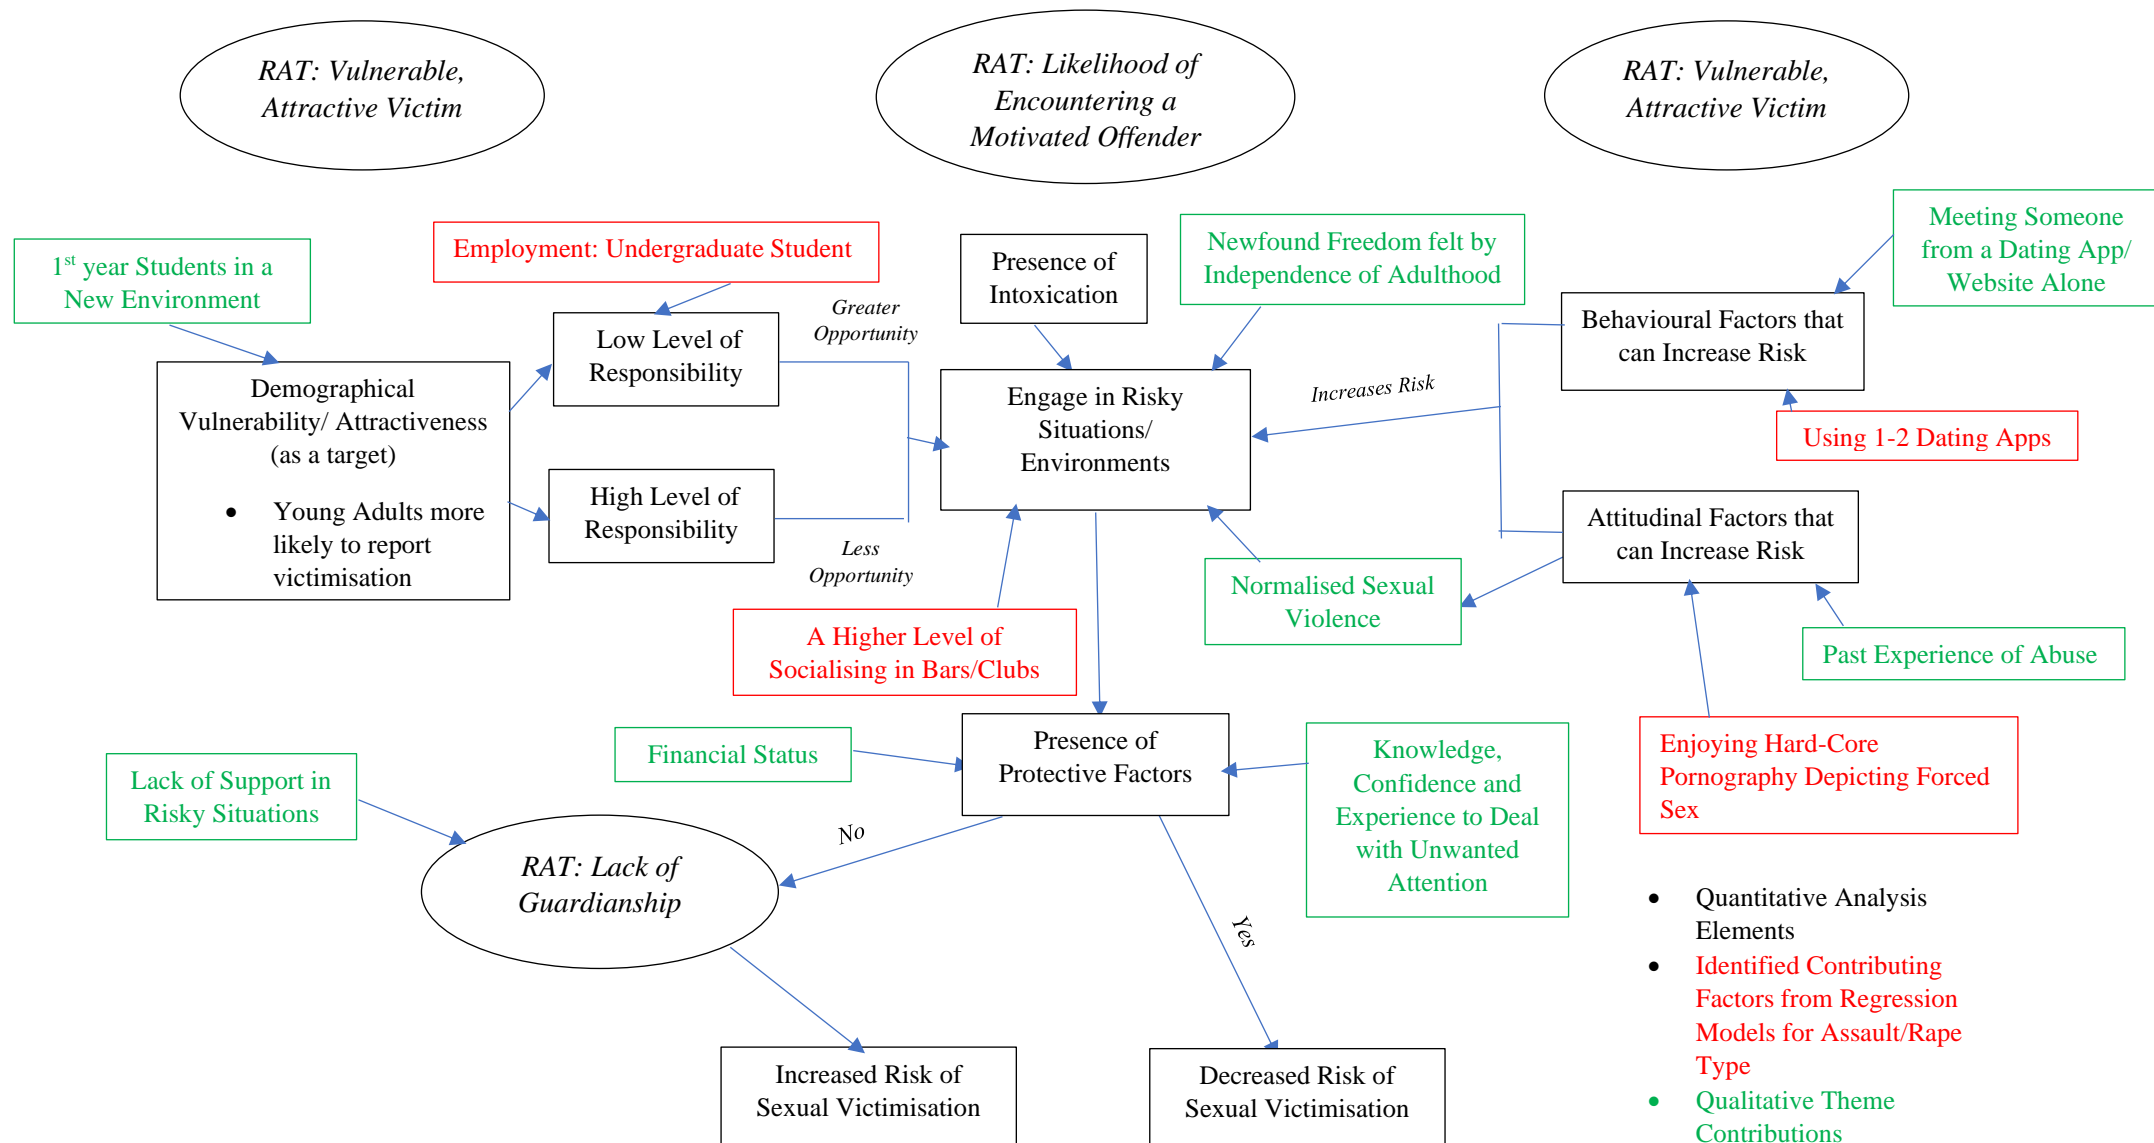 RAT: Vulnerable,
Attractive Victim
RAT: Likelihood of
Encountering a
Motivated Offender
RAT: Vulnerable,
Attractive Victim
1st year Students in a
New Environment
Employment: Undergraduate Student
Presence of
Intoxication
Newfound Freedom felt by
Independence of Adulthood
Meeting Someone
from a Dating App/
Website Alone
Greater
Opportunity
Low Level of
Responsibility
Behavioural Factors that
can Increase Risk
Demographical
Vulnerability/ Attractiveness
(as a target)
• Young Adults more
likely to report
victimisation
Engage in Risky
Situations/
Environments
Increases Risk
Using 1-2 Dating Apps
High Level of
Responsibility
Less
Opportunity
Attitudinal Factors that
can Increase Risk
Normalised Sexual
Violence
A Higher Level of
Socialising in Bars/Clubs
Past Experience of Abuse
Financial Status
Presence of
Protective Factors
Knowledge,
Confidence and
Experience to Deal
with Unwanted
Attention
Enjoying Hard-Core
Pornography Depicting Forced
Sex
Lack of Support in
Risky Situations
No
RAT: Lack of
Guardianship
Yes
• Quantitative Analysis
Elements
• Identified Contributing
Factors from Regression
Models for Assault/Rape
Type
• Qualitative Theme
Contributions
Increased Risk of
Sexual Victimisation
Decreased Risk of
Sexual Victimisation